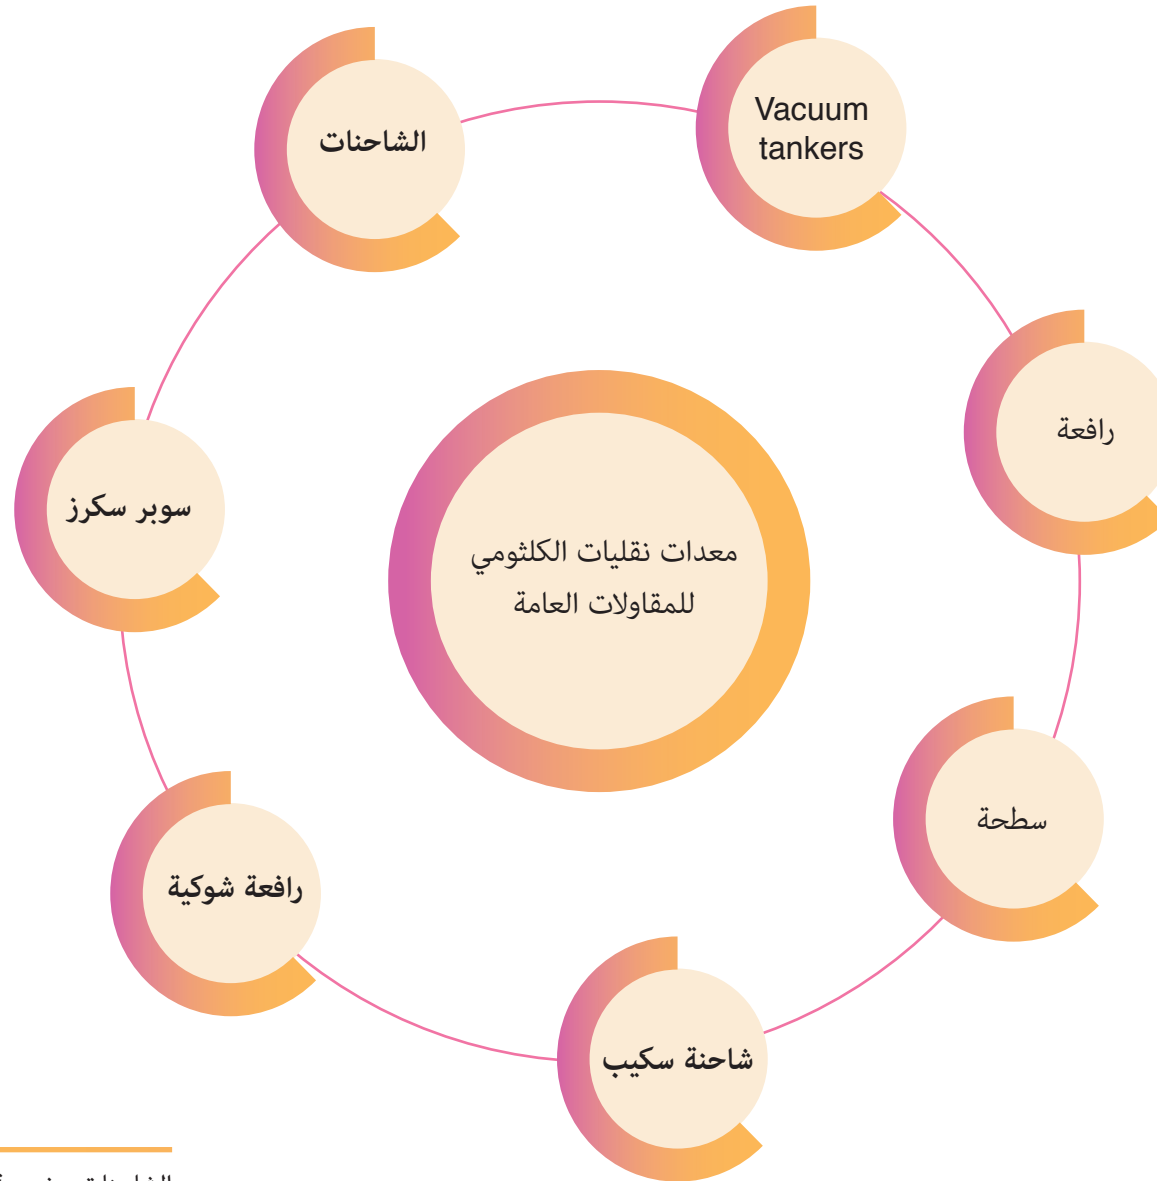 Vacuum
tankers
الشاحنات
رافعة
سوبر سكرز
معدات نقليات الكلثومي
للمقاولات العامة
سطحة
رافعة شوكية
شاحنة سكيب